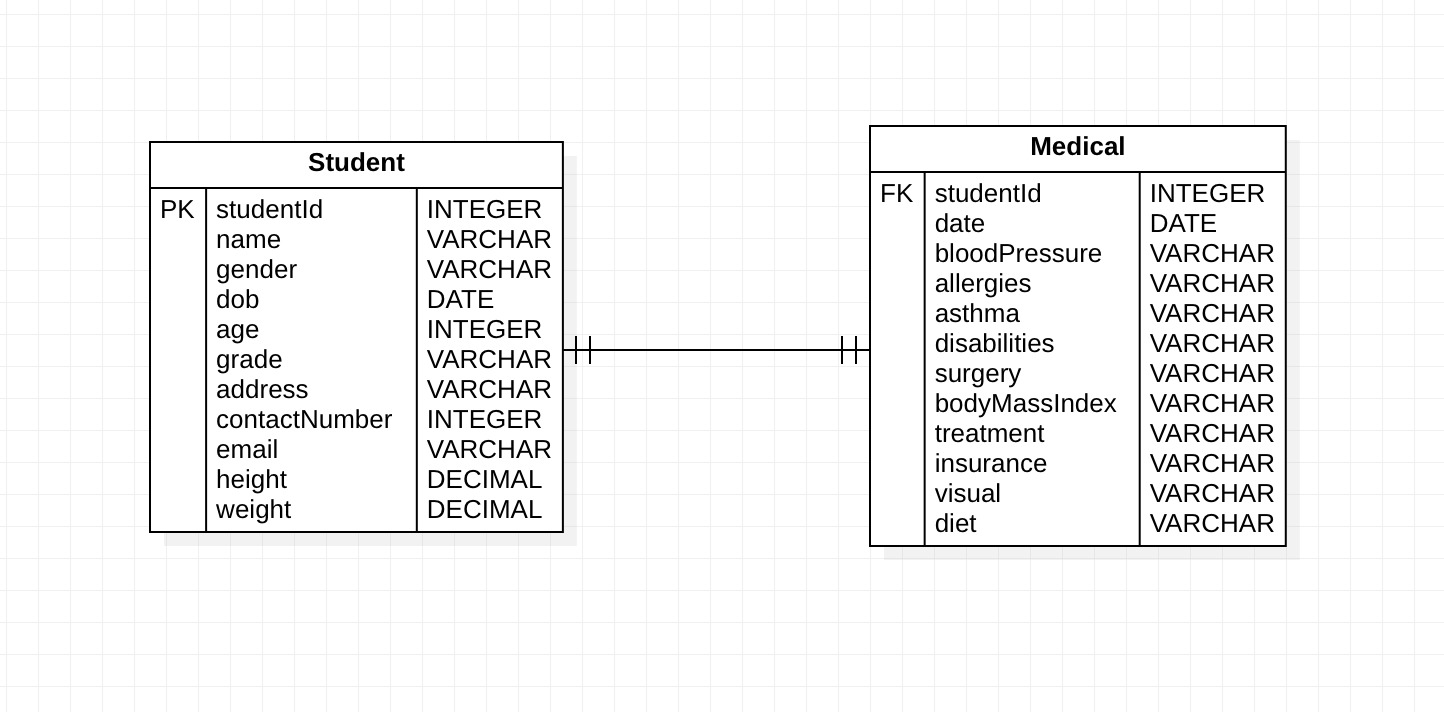 Student
PK studentId INTEGER
name VARCHAR
gender VARCHAR
dob DATE
age INTEGER
grade VARCHAR
address VARCHAR
contactNumber INTEGER
email VARCHAR
height DECIMAL
weight DECIMAL
Medical
FK studentId INTEGER
date DATE
bloodPressure VARCHAR
allergies VARCHAR
asthma VARCHAR
disabilities VARCHAR
surgery VARCHAR
bodyMassIndex VARCHAR
treatment VARCHAR
insurance VARCHAR
visual VARCHAR
diet VARCHAR